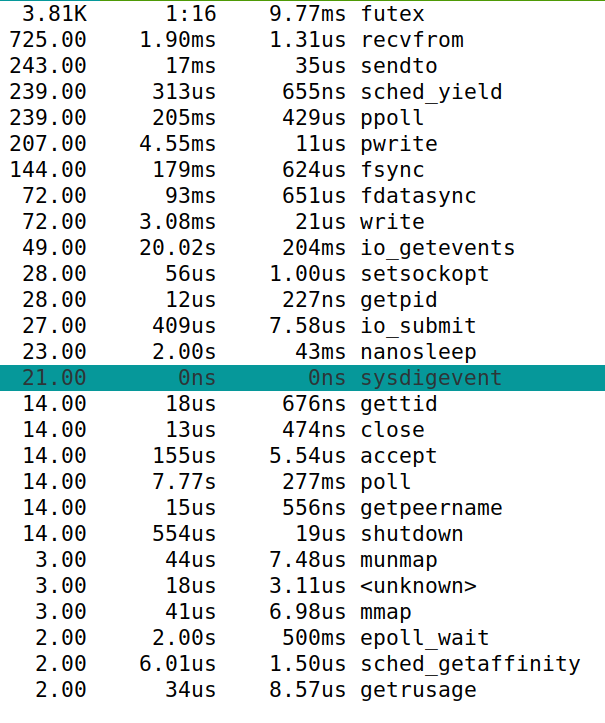 3.81K 1:16 9.77ms futex
725.00 1.90ms 1.31us recvfrom
243.00 17ms 35us sendto
239.00 313us 655ns sched_yield
239.00 205ms 429us ppoll
207.00 4.55ms 11us pwrite
144.00 179ms 624us fsync
72.00 93ms 651us fdatasync
72.00 3.08ms 21us write
49.00 20.02s 204ms io_getevents
28.00 56us 1.00us setsockopt
28.00 12us 227ns getpid
27.00 409us 7.58us io_submit
23.00 2.00s 43ms nanosleep
21.00 0ns 0ns sysdigevent
14.00 18us 676ns gettid
14.00 13us 474ns close
14.00 155us 5.54us accept
14.00 7.77s 277ms poll
14.00 15us 556ns getpeername
14.00 554us 19us shutdown
3.00 44us 7.48us munmap
3.00 18us 3.11us <unknown>
3.00 41us 6.98us mmap
2.00 2.00s 500ms epoll_wait
2.00 6.01us 1.50us sched_getaffinity
2.00 34us 8.57us getrusage